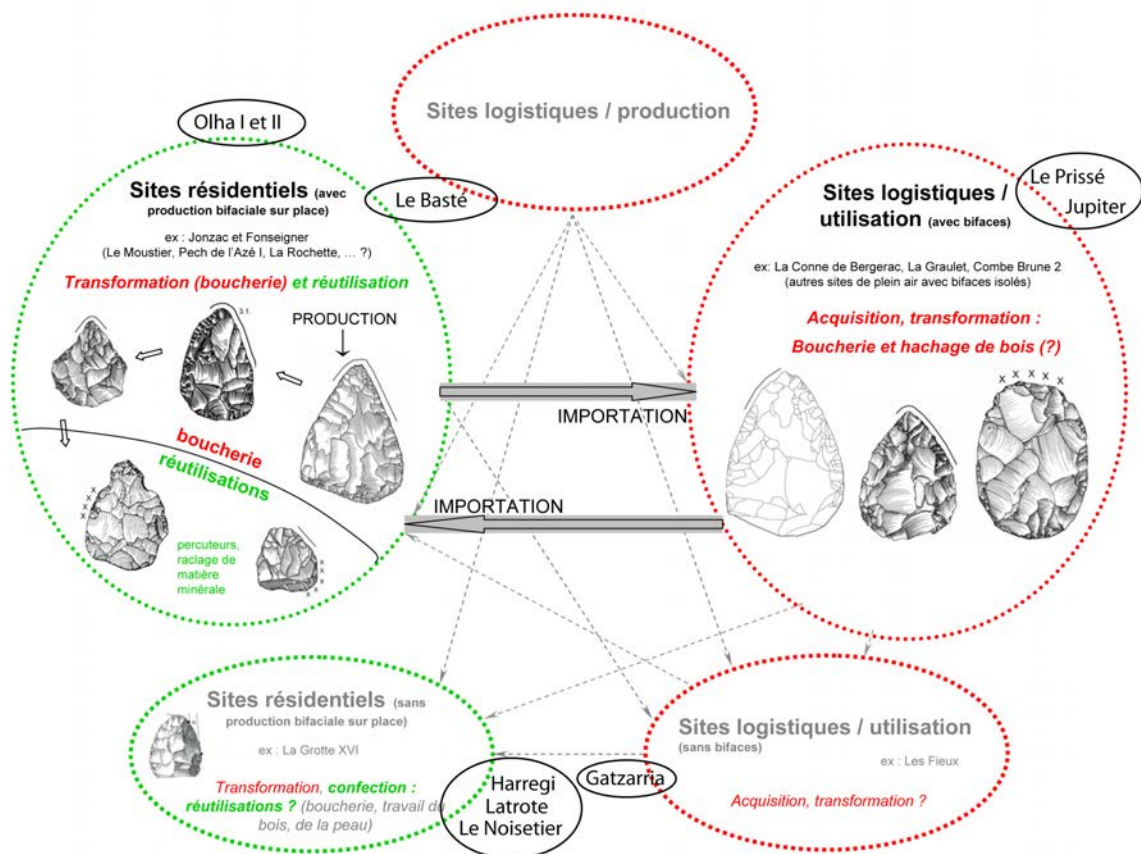 Sites logistiques / production
Olha I et II
Sites résidentiels (avec
production bifaciale sur place)
Le Basté
ex : Jonzac et Fonseigner
(Le Moustier, Pech de l'Azé I, La Rochette, ... ?)
Transformation (boucherie) et réutilisation
3.1.
PRODUCTION
boucherie
réutilisations
percuteurs,
raclage de
matière
minérale
x x x x
x x x x
IMPORTATION
IMPORTATION
Le Prissé
Jupiter
Sites logistiques /
utilisation (avec bifaces)
ex: La Conne de Bergerac, La Graulet, Combe Brune 2
(autres sites de plein air avec bifaces isolés)
Acquisition, transformation :
Boucherie et hachage de bois (?)
x x x x x
Sites résidentiels (sans
production bifaciale sur place)
ex : La Grotte XVI
Transformation, confection :
réutilisations ? (boucherie, travail du
bois, de la peau)
Harregi
Latrote
Le Noisetier
Gatzarria
Sites logistiques / utilisation
(sans bifaces)
ex : Les Fieux
Acquisition, transformation ?